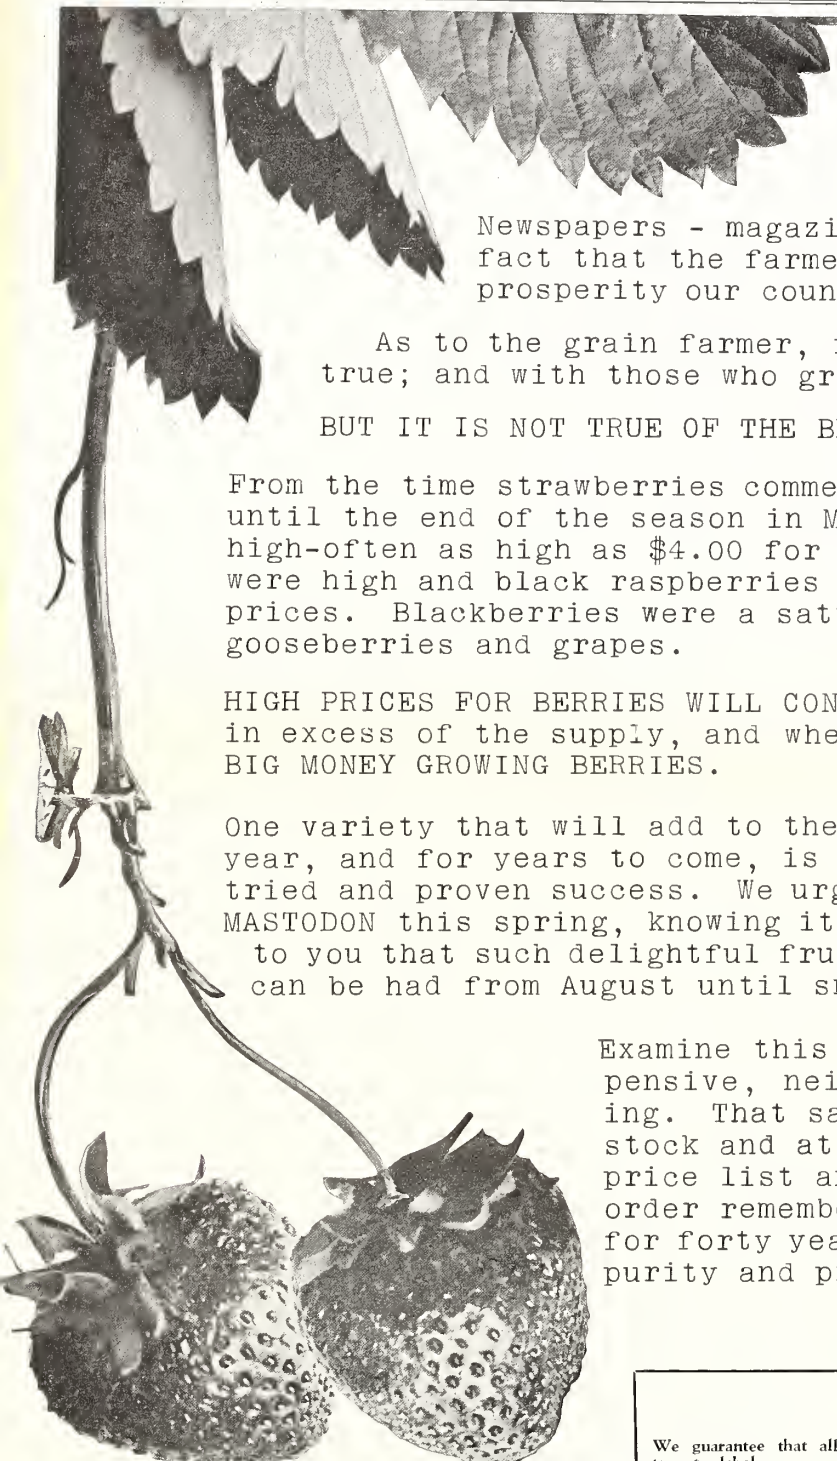 Newspapers - magazi
fact that the farme
prosperity our coun
As to the grain farmer,
true; and with those who gr
BUT IT IS NOT TRUE OF THE B
From the time strawberries comme
until the end of the season in M
high-often as high as $4.00 for
were high and black raspberries
prices. Blackberries were a sat
gooseberries and grapes.
HIGH PRICES FOR BERRIES WILL CON
in excess of the supply, and whe
BIG MONEY GROWING BERRIES.
One variety that will add to the
year, and for years to come, is
tried and proven success. We urg
MASTODON this spring, knowing it
to you that such delightful fru
can be had from August until sn
Examine this
pensive, nei
ing. That sa
stock and at
price list a
order rememb
for forty yea
purity and p
We guarantee that all